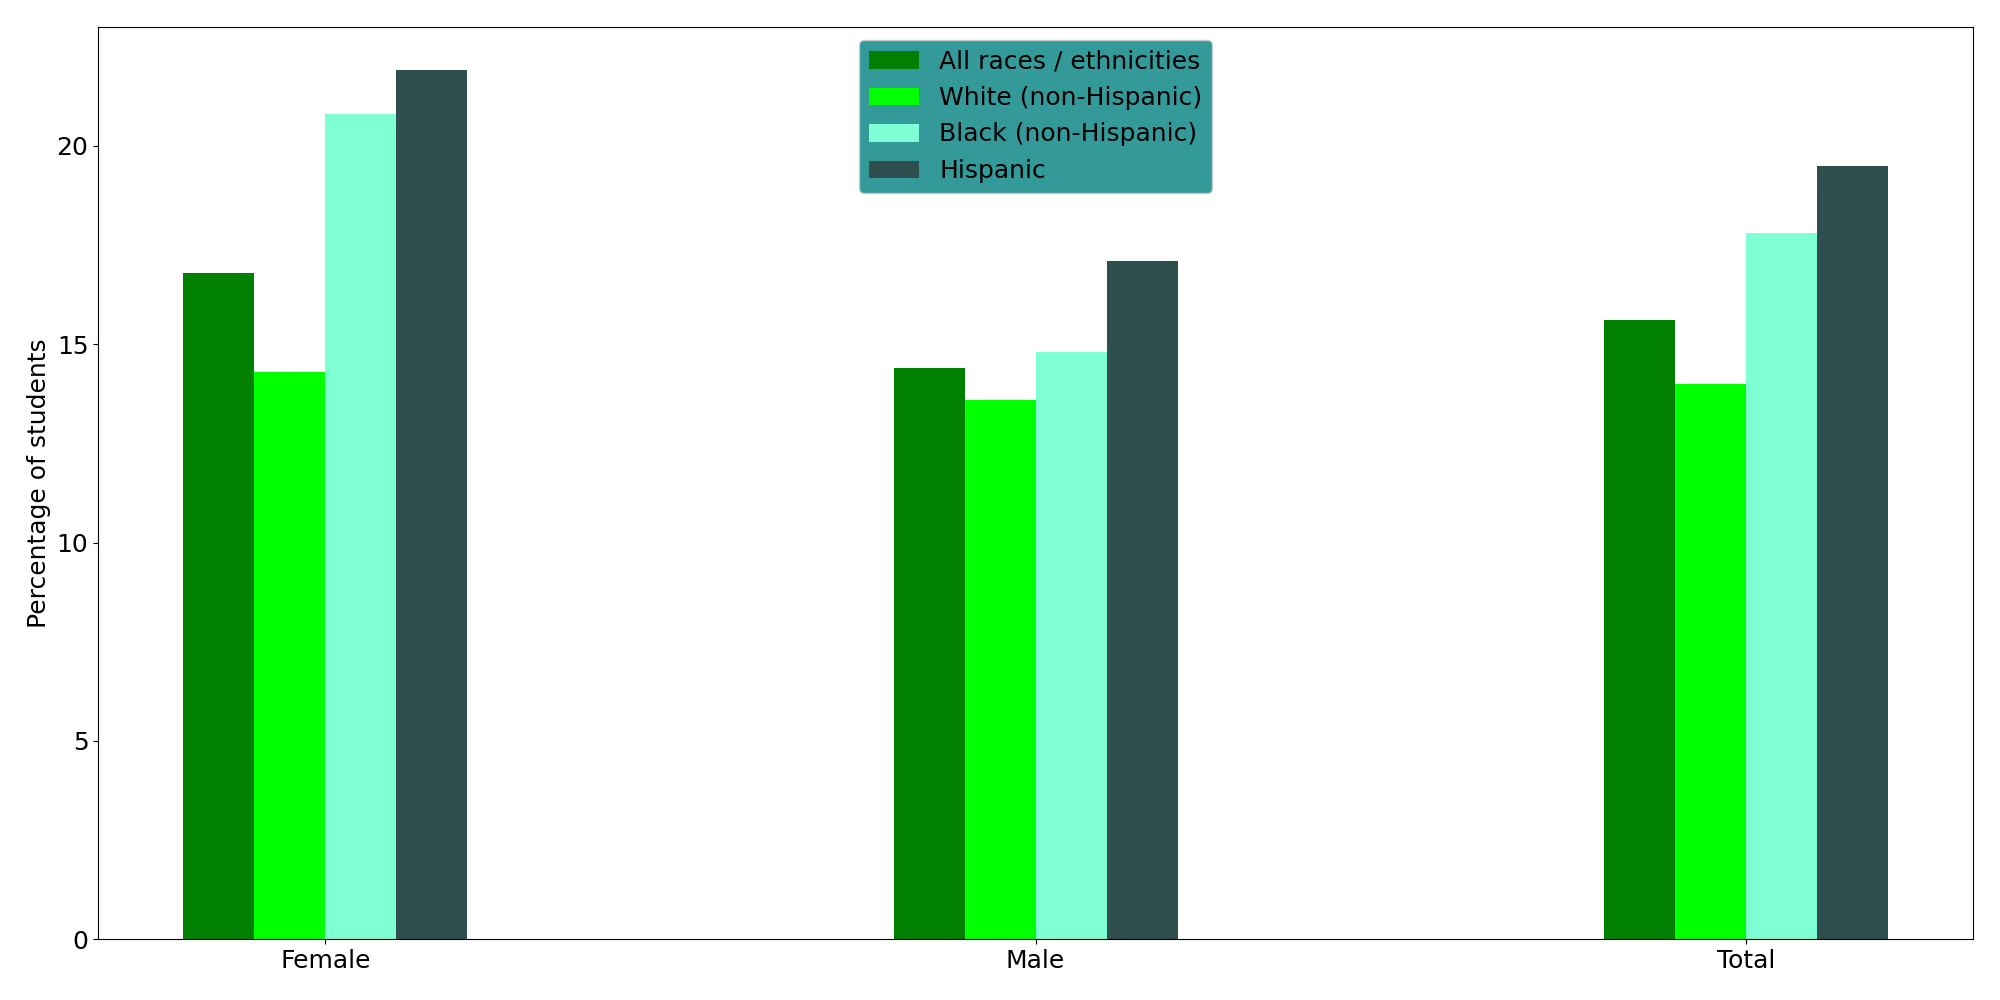 All races / ethnicities
White (non-Hispanic)
Black (non-Hispanic)
Hispanic
Percentage of students
20
15
10
5
0
Female
Male
Total